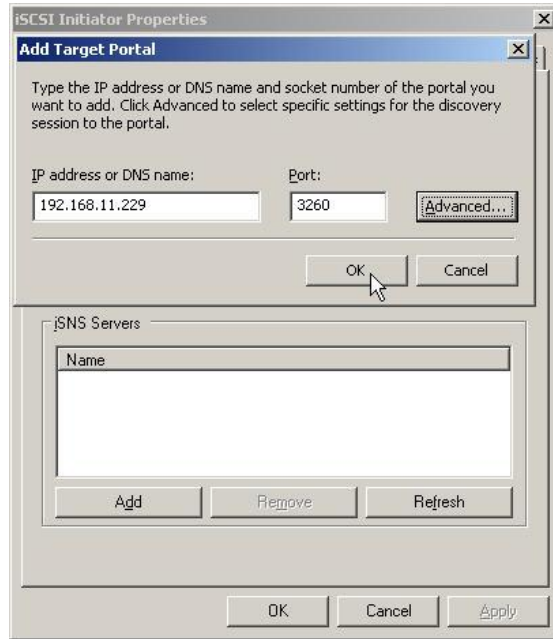 iSCSI Initiator Properties
Add Target Portal
Type the IP address or DNS name and socket number of the portal you
want to add. Click Advanced to select specific settings for the discovery
session to the portal.
IP address or DNS name: Port:
192.168.11.229 3260 Advanced...
OK Cancel
iSNS Servers
Name
Add Remove Refresh
OK Cancel Apply